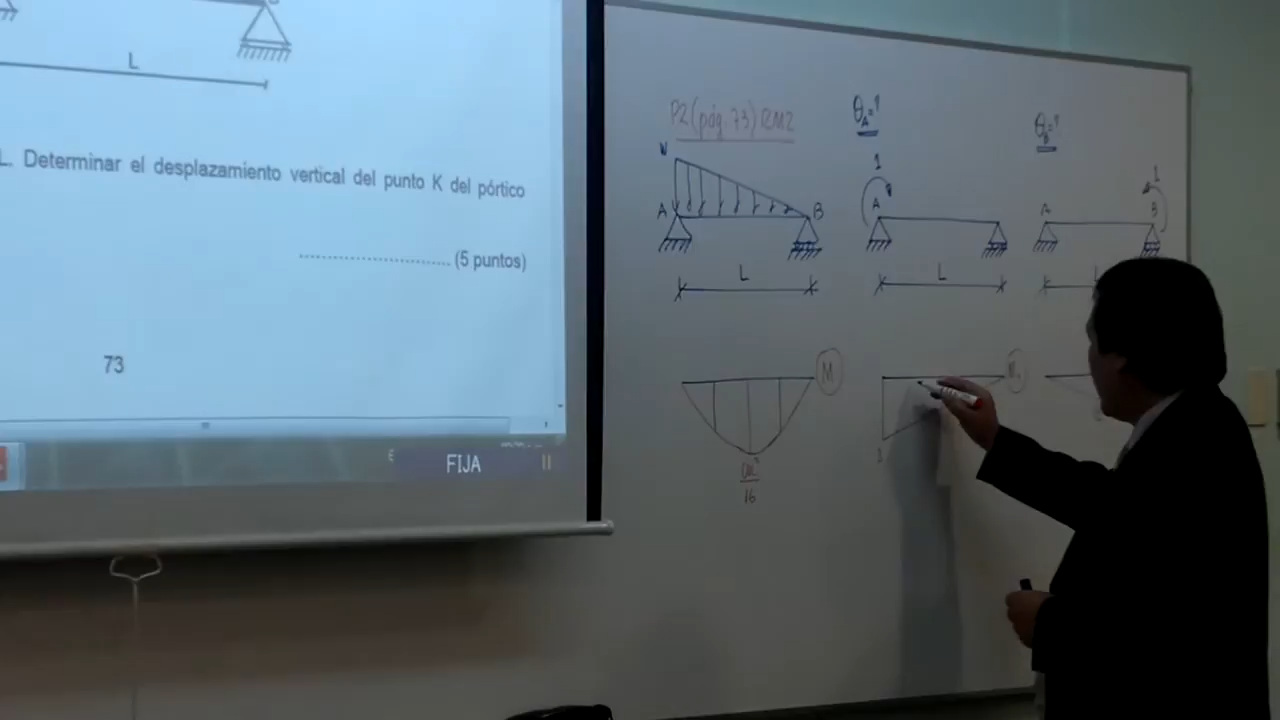 L
L. Determinar el desplazamiento vertical del punto K del pórtico
(5 puntos)
73
FIJA
P2 (pág. 73) RM2
W
A
B
L
θA=?
1
A
L
1
θB=?
1
A
B
L
M
16